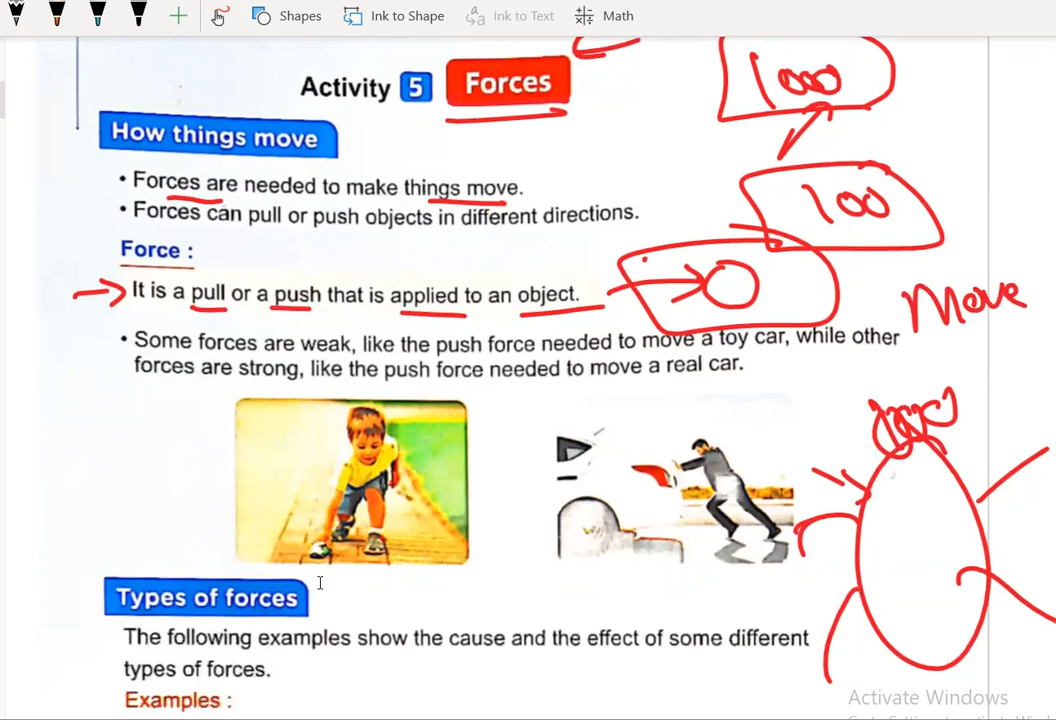 Shapes
Ink to Shape
Ink to Text
Math
1000
Activity 5 Forces
How things move
100
• Forces are needed to make things move.
• Forces can pull or push objects in different directions.
Force :
It is a pull or a push that is applied to an object.
Move
• Some forces are weak, like the push force needed to move a toy car, while other
forces are strong, like the push force needed to move a real car.
Types of forces
The following examples show the cause and the effect of some different
types of forces.
Examples :
Activate Windows